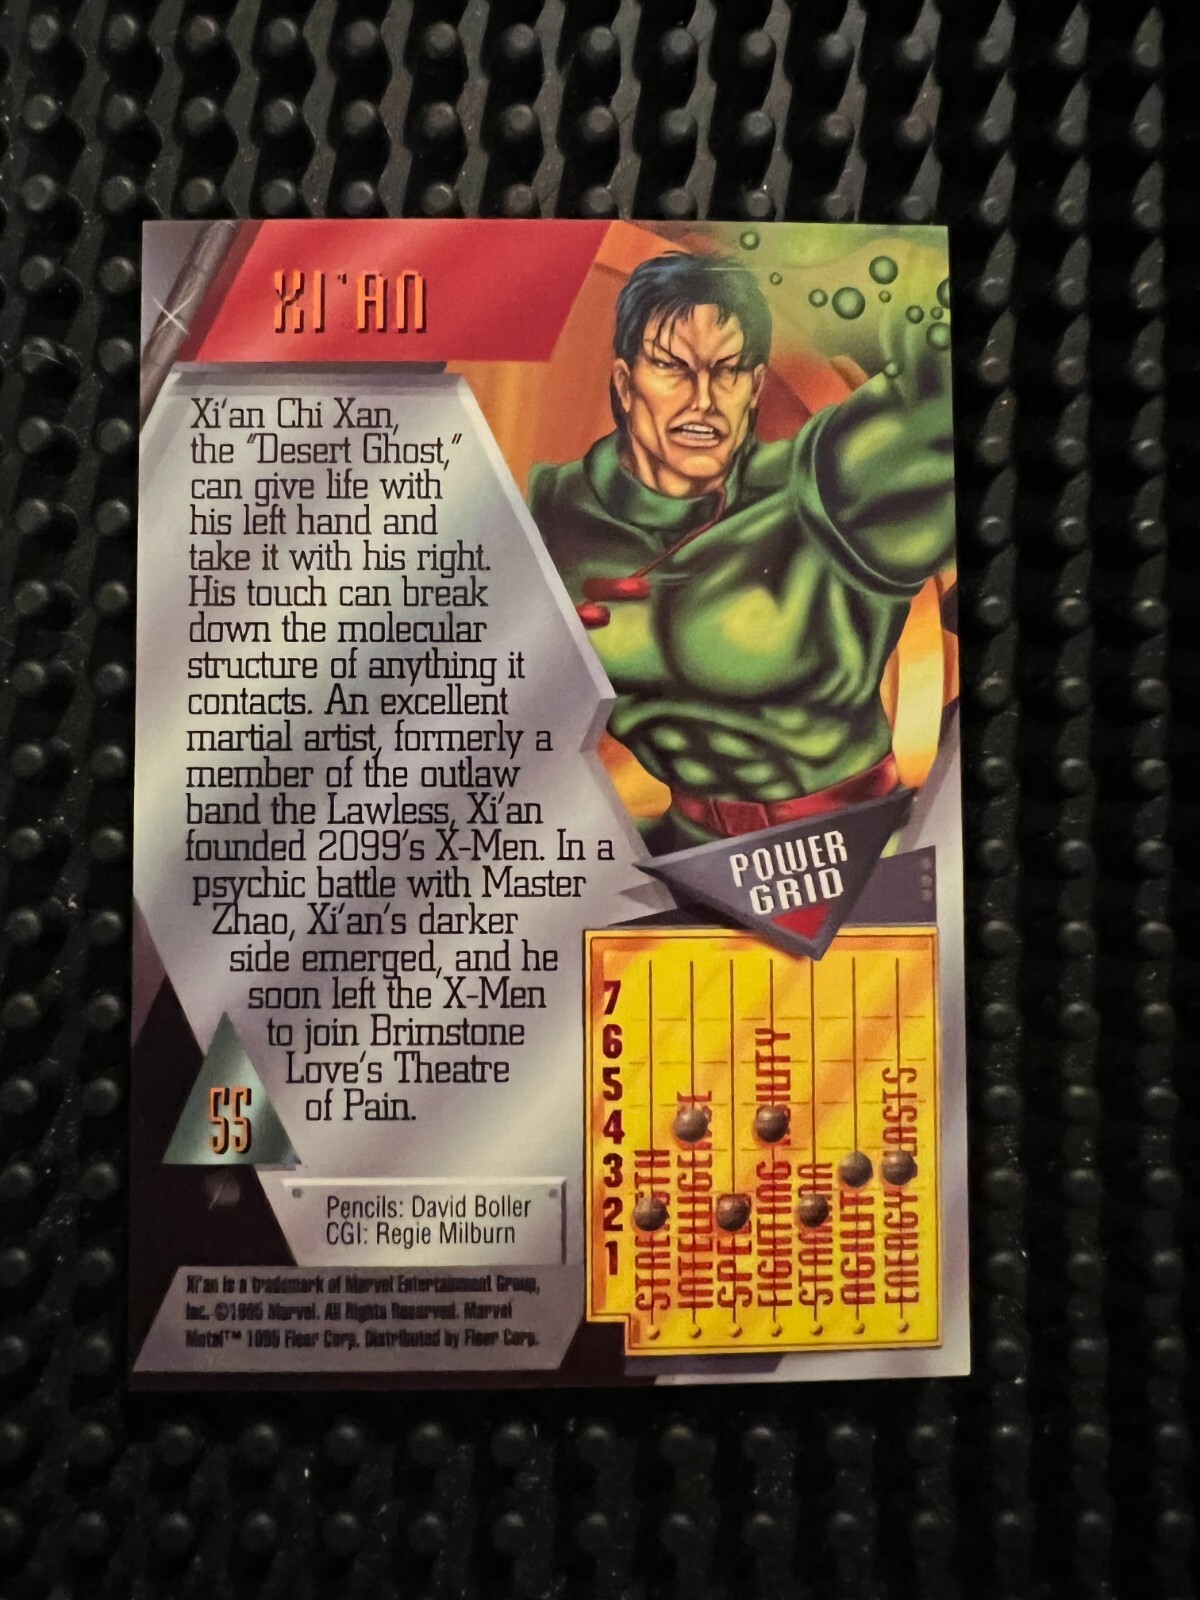 XI'AN
Xi'an Chi Xan,
the "Desert Ghost,"
can give life with
his left hand and
take it with his right.
His touch can break
down the molecular
structure of anything it
contacts. An excellent
martial artist, formerly a
member of the outlaw
band the Lawless, Xi'an
founded 2099's X-Men. In a
psychic battle with Master
Zhao, Xi'an's darker
side emerged, and he
soon left the X-Men
to join Brimstone
Love's Theatre
of Pain.
55
Pencils: David Boller
CGI: Regie Milburn
Xi'an is a trademark of Marvel Entertainment Group,
Inc. ©1995 Marvel. All Rights Reserved. Marvel
Metal™ 1995 Fleer Corp. Distributed by Fleer Corp.
POWER
GRID
7
6
5
4
3
2
1
STRENGTH
INTELLIGENCE
SPEED
FIGHTING ABILITY
STAMINA
AGILITY
ENERGY BLASTS